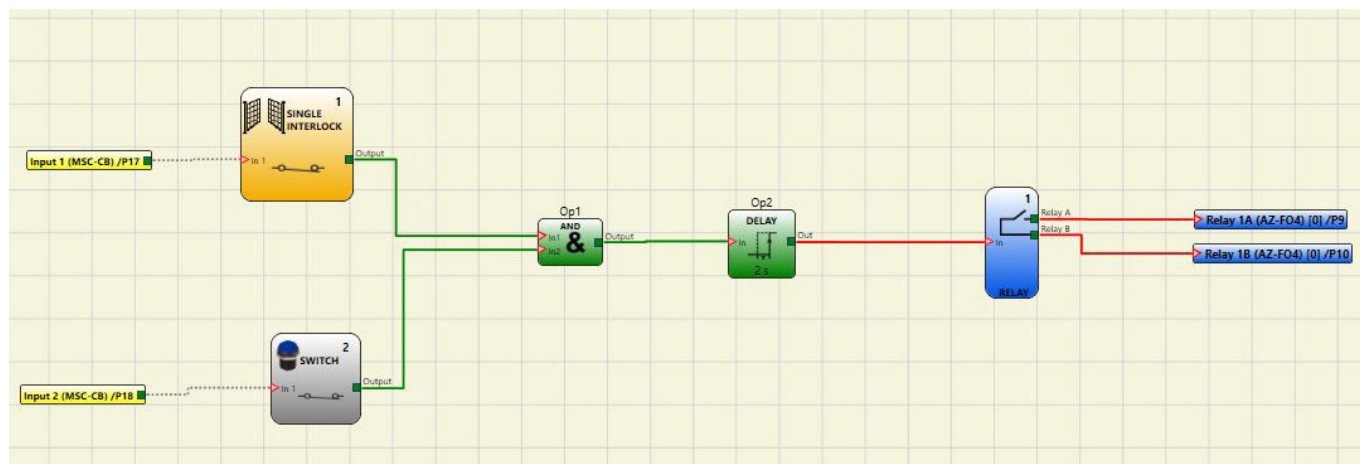 1
SINGLE
INTERLOCK
Input 1 (MSC-CB) /P17
In 1
Output
Op1
AND
In1
&
In2
Output
Op2
DELAY
In
Out
2 s
1
Relay A
Relay B
In
RELAY
Relay 1A (AZ-FO4) [0] /P9
Relay 1B (AZ-FO4) [0] /P10
2
SWITCH
Input 2 (MSC-CB) /P18
In 1
Output